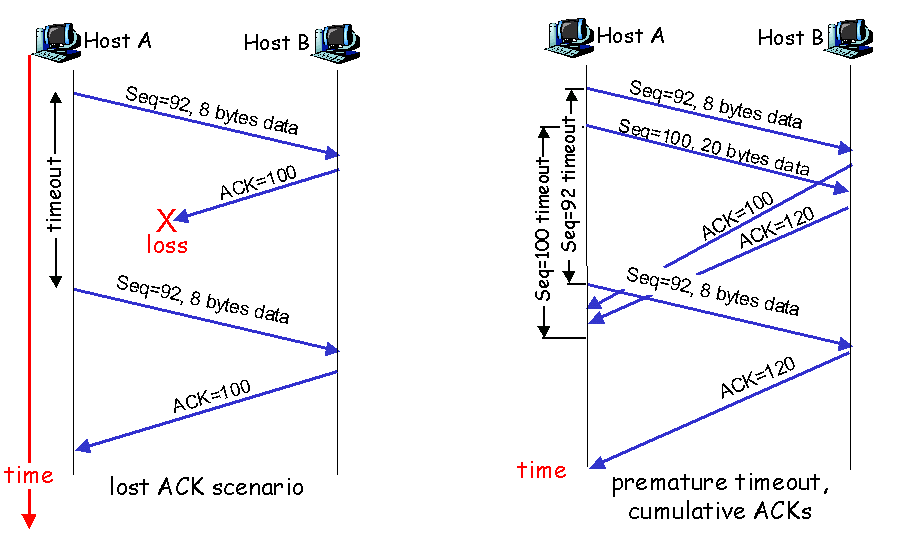 Host A
Host B
Seq=92, 8 bytes data
ACK=100
timeout
X
loss
Seq=92, 8 bytes data
ACK=100
time
lost ACK scenario
Host A
Host B
Seq=92, 8 bytes data
Seq=100, 20 bytes data
Seq=100 timeout
Seq=92 timeout
ACK=100
ACK=120
Seq=92, 8 bytes data
ACK=120
time
premature timeout,
cumulative ACKs